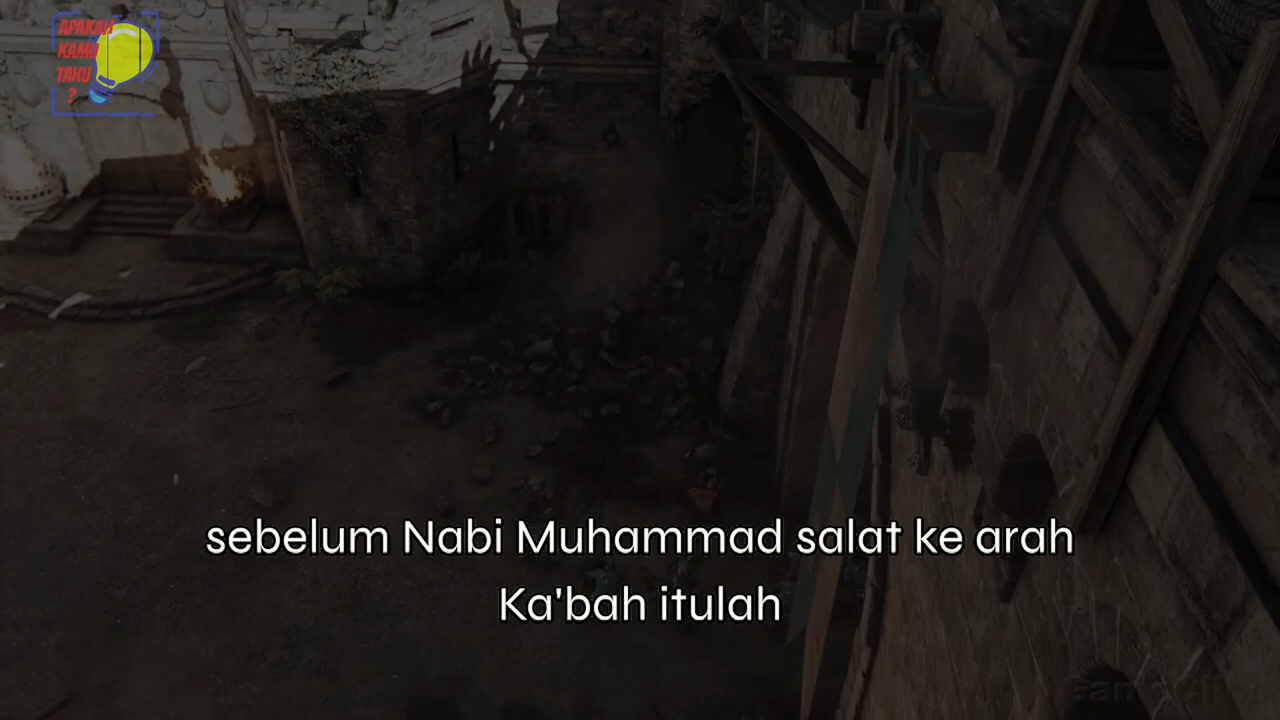 APAKAH
KAMU
TAHU
?
sebelum Nabi Muhammad salat ke arah
Ka'bah itulah